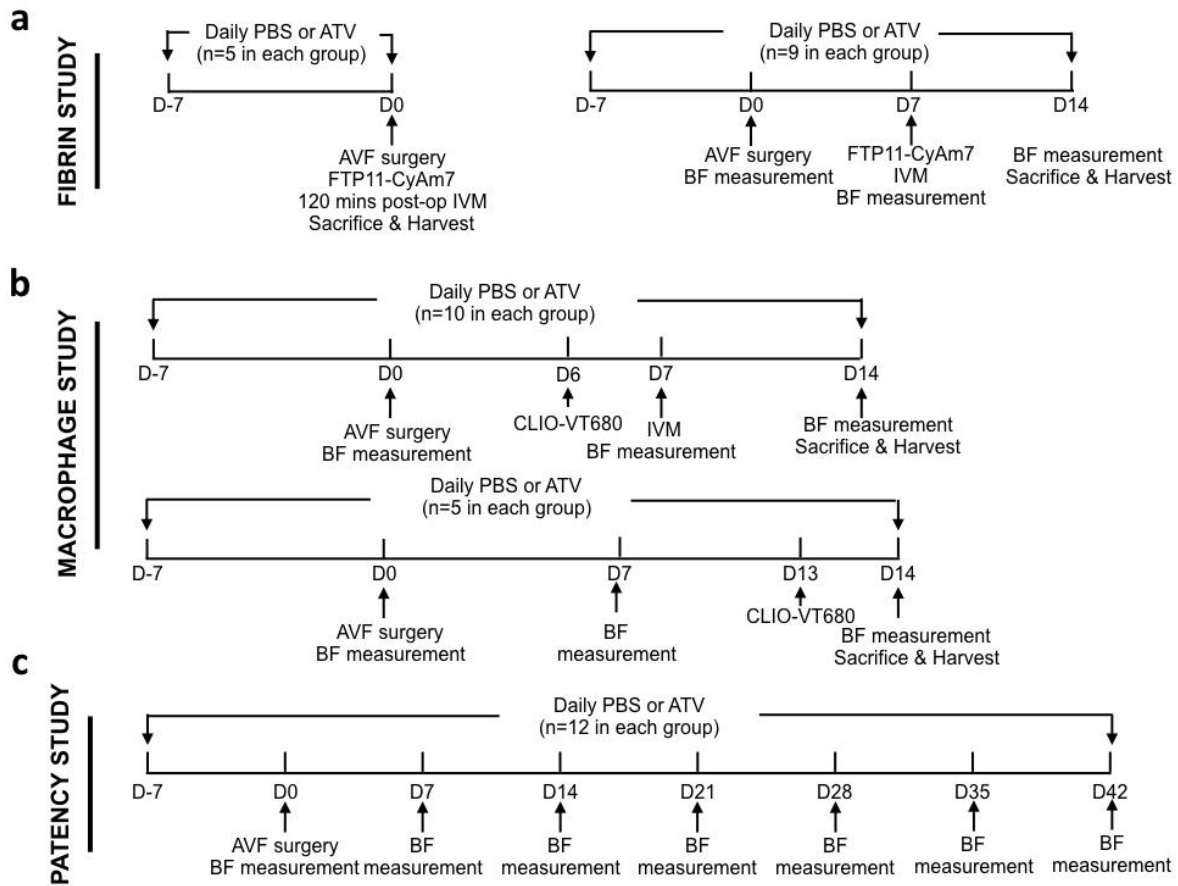 a
FIBRIN STUDY
Daily PBS or ATV
(n=5 in each group)
D-7
D0
AVF surgery
FTP11-CyAm7
120 mins post-op IVM
Sacrifice & Harvest
Daily PBS or ATV
(n=9 in each group)
D-7
D0
D7
D14
AVF surgery
BF measurement
FTP11-CyAm7
IVM
BF measurement
BF measurement
Sacrifice & Harvest
b
MACROPHAGE STUDY
Daily PBS or ATV
(n=10 in each group)
D-7
D0
D6
D7
D14
AVF surgery
BF measurement
CLIO-VT680
IVM
BF measurement
BF measurement
Sacrifice & Harvest
Daily PBS or ATV
(n=5 in each group)
D-7
D0
D7
D13
D14
AVF surgery
BF measurement
BF
measurement
CLIO-VT680
BF measurement
Sacrifice & Harvest
c
PATENCY STUDY
Daily PBS or ATV
(n=12 in each group)
D-7
D0
D7
D14
D21
D28
D35
D42
AVF surgery
BF measurement
BF
measurement
BF
measurement
BF
measurement
BF
measurement
BF
measurement
BF
measurement